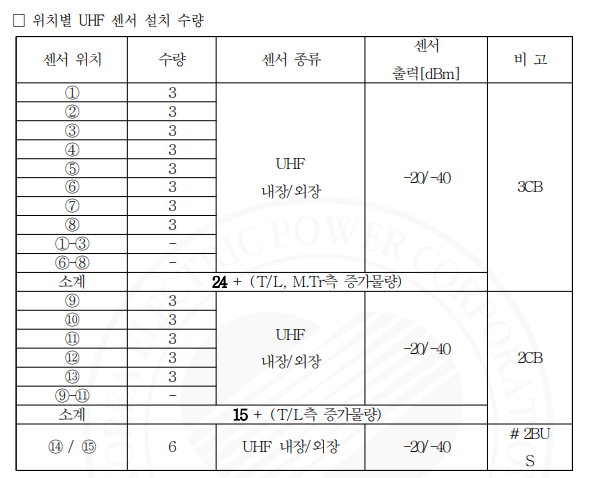 □ 위치별 UHF 센서 설치 수량
센서 위치 수량 센서 종류 센서 출력[dBm] 비 고
① 3
② 3
③ 3
④ 3
⑤ 3
⑥ 3
⑦ 3
⑧ 3
①-③ -
⑥-⑧ -
UHF
내장/외장
-20/-40
3CB
소계 24 + (T/L, M.Tr측 증가물량)
⑨ 3
⑩ 3
⑪ 3
⑫ 3
⑬ 3
⑨-⑪ -
UHF
내장/외장
-20/-40
2CB
소계 15 + (T/L측 증가물량)
⑭ / ⑮ 6 UHF 내장/외장 -20/-40 #2BU
S
KOREA ELECTRIC POWER CORPORATION